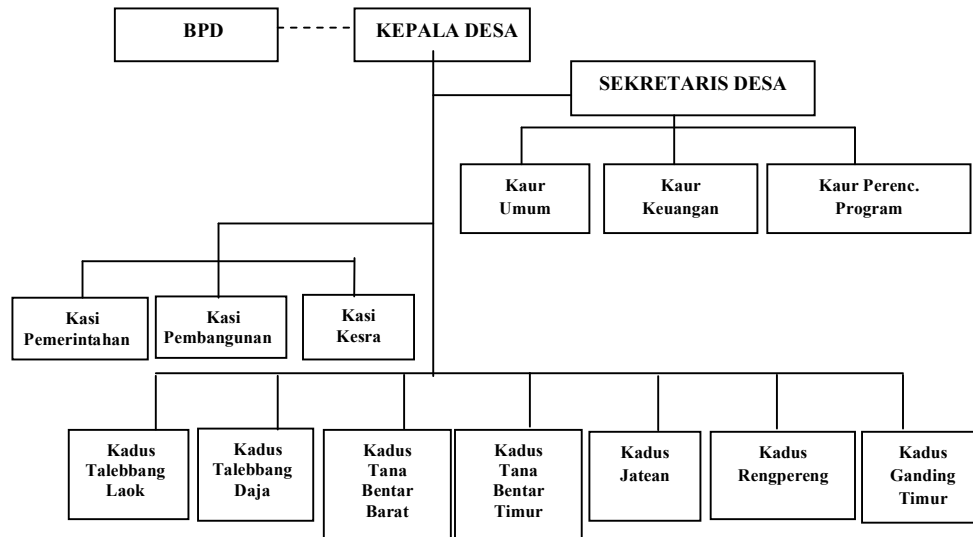 BPD
KEPALA DESA
SEKRETARIS DESA
Kaur
Umum
Kaur
Keuangan
Kaur Perenc.
Program
Kasi
Pemerintahan
Kasi
Pembangunan
Kasi
Kesra
Kadus
Talebbang
Laok
Kadus
Talebbang
Daja
Kadus
Tana
Bentar
Barat
Kadus
Tana
Bentar
Timur
Kadus
Jatean
Kadus
Rengpereng
Kadus
Ganding
Timur